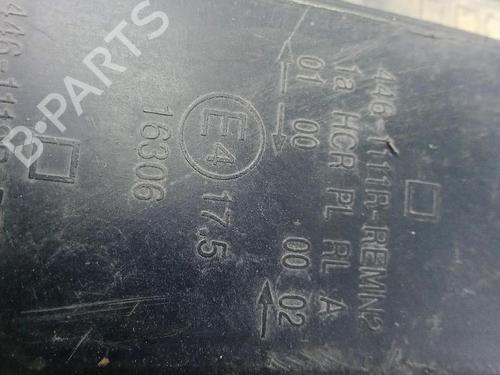 446-1111R-REMN2
1a HCR PL RL A
01 00 00 02
E4 17.5
16306
B-PARTS